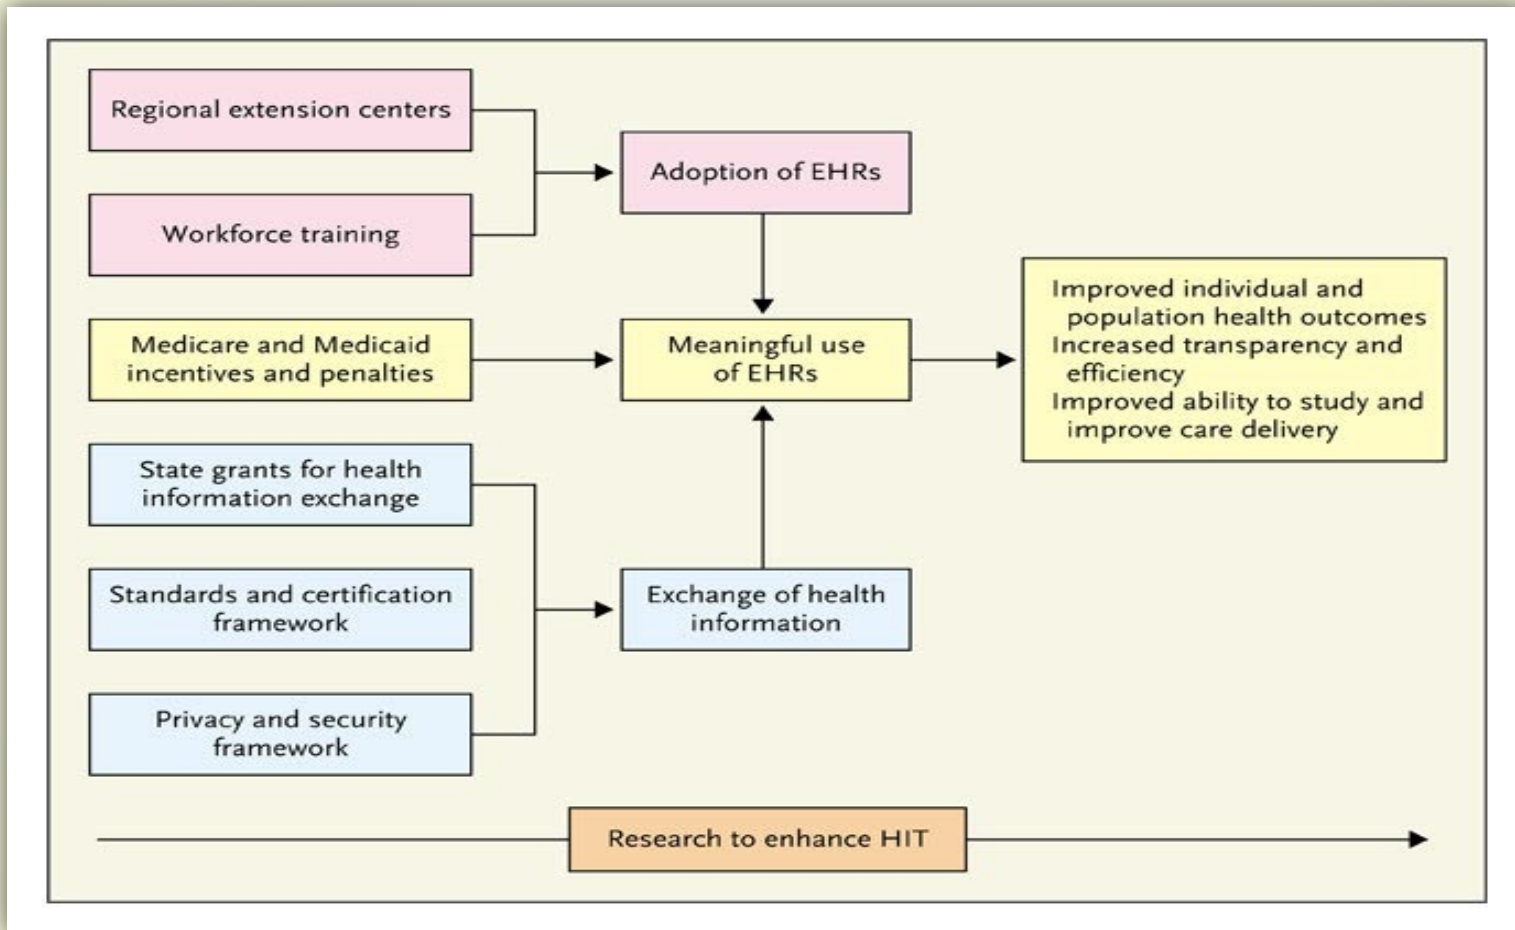 Regional extension centers
Workforce training
Medicare and Medicaid
incentives and penalties
State grants for health
information exchange
Standards and certification
framework
Privacy and security
framework
Adoption of EHRs
Meaningful use
of EHRs
Exchange of health
information
Improved individual and
population health outcomes
Increased transparency and
efficiency
Improved ability to study and
improve care delivery
Research to enhance HIT